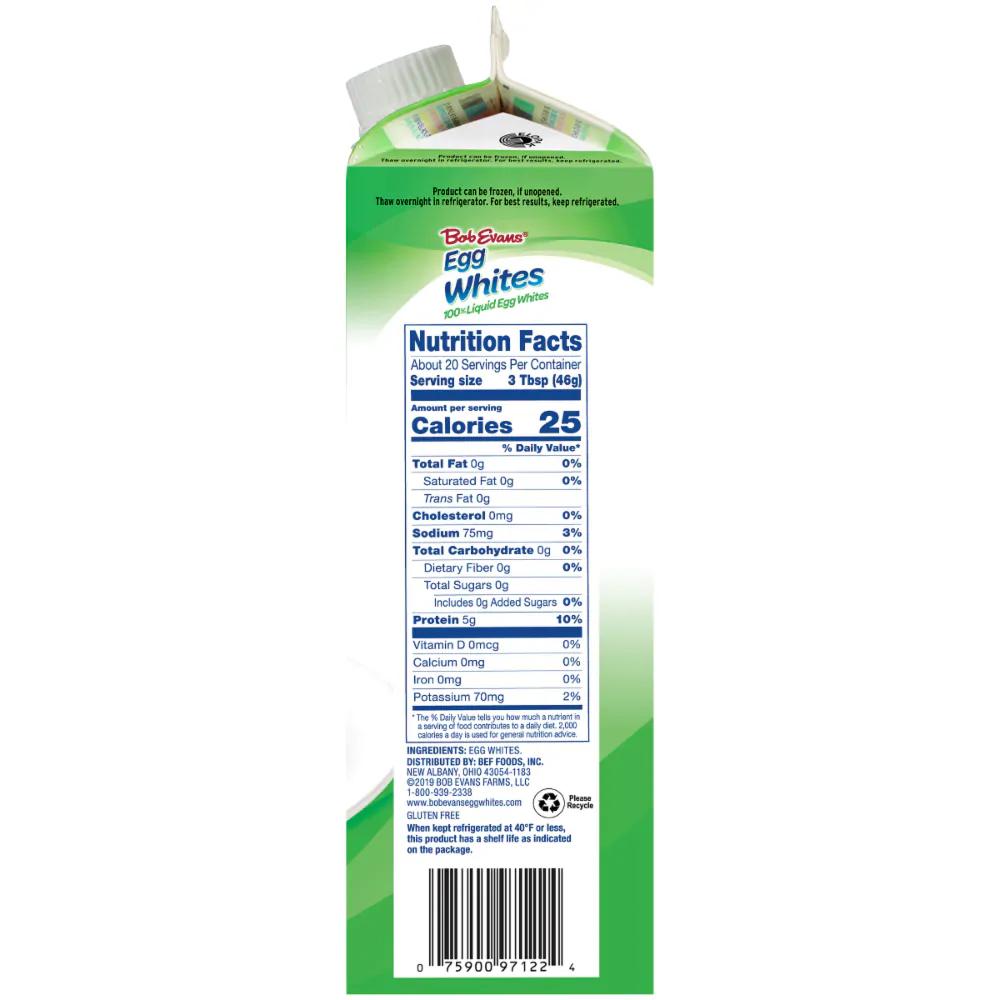 Product can be frozen, if unopened.
Thaw overnight in refrigerator. For best results, keep refrigerated.
Product can be frozen, if unopened.
Thaw overnight in refrigerator. For best results, keep refrigerated.
Bob Evans®
Egg
Whites
100% Liquid Egg Whites
Nutrition Facts
About 20 Servings Per Container
Serving size 3 Tbsp (46g)
Amount per serving
Calories 25
% Daily Value*
Total Fat 0g 0%
Saturated Fat 0g 0%
Trans Fat 0g
Cholesterol 0mg 0%
Sodium 75mg 3%
Total Carbohydrate 0g 0%
Dietary Fiber 0g 0%
Total Sugars 0g
Includes 0g Added Sugars 0%
Protein 5g 10%
Vitamin D 0mcg 0%
Calcium 0mg 0%
Iron 0mg 0%
Potassium 70mg 2%
* The % Daily Value tells you how much a nutrient in
a serving of food contributes to a daily diet. 2,000
calories a day is used for general nutrition advice.
INGREDIENTS: EGG WHITES.
DISTRIBUTED BY: BEF FOODS, INC.
NEW ALBANY, OHIO 43054-1183
©2019 BOB EVANS FARMS, LLC
1-800-939-2338
www.bobevanseggwhites.com
Please
Recycle
GLUTEN FREE
When kept refrigerated at 40°F or less,
this product has a shelf life as indicated
on the package.
0 75900 97122 4